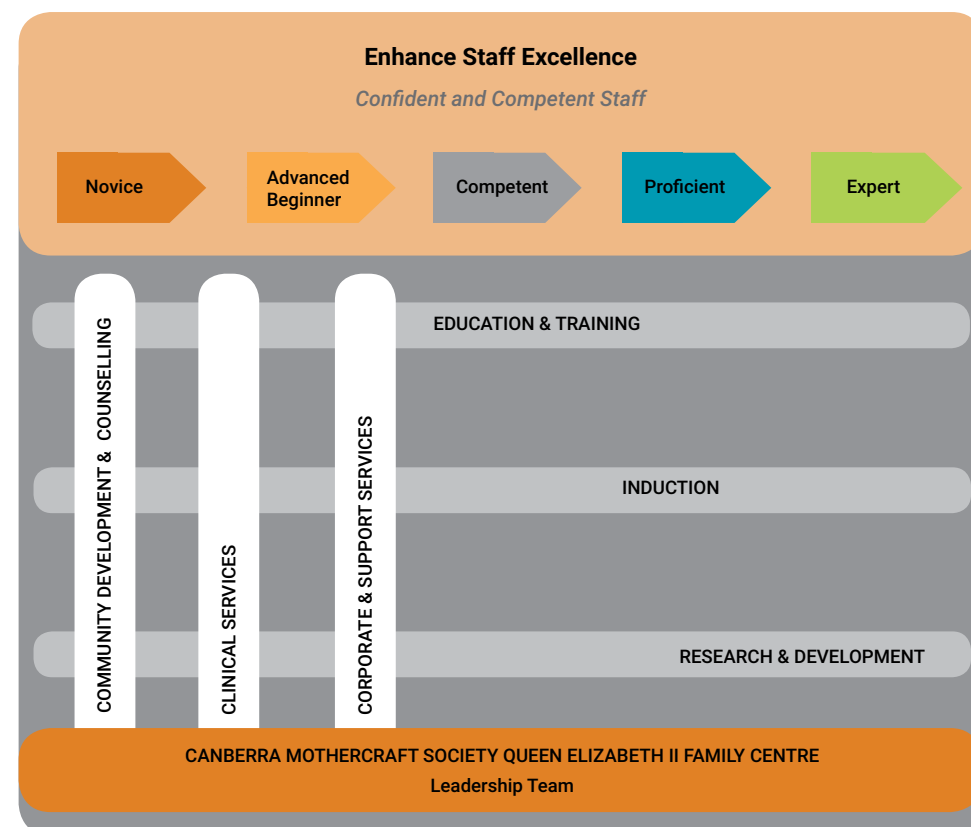 Enhance Staff Excellence
Confident and Competent Staff
Novice
Advanced
Beginner
Competent
Proficient
Expert
EDUCATION & TRAINING
INDUCTION
RESEARCH & DEVELOPMENT
COMMUNITY DEVELOPMENT & COUNSELLING
CLINICAL SERVICES
CORPORATE & SUPPORT SERVICES
CANBERRA MOTHERCRAFT SOCIETY QUEEN ELIZABETH II FAMILY CENTRE
Leadership Team